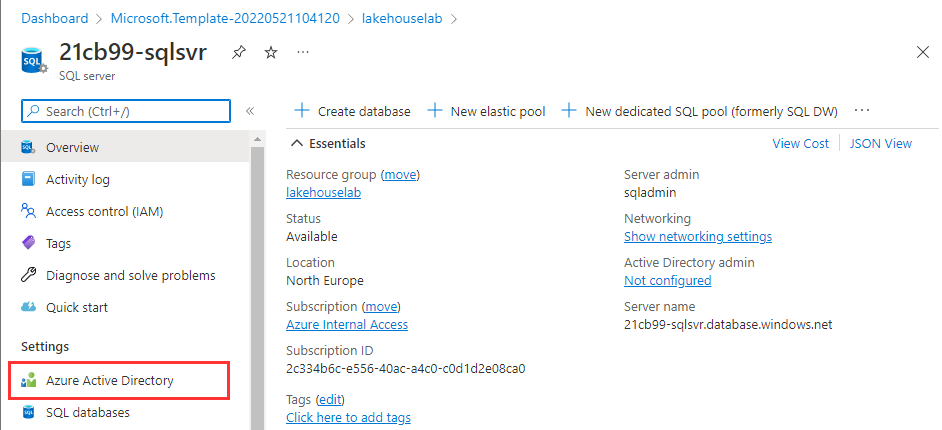 Dashboard > Microsoft.Template-20220521104120 > lakehouselab >
21cb99-sqlsvr
SQL
SQL server
Search (Ctrl+/)
Overview
Activity log
Access control (IAM)
Tags
Diagnose and solve problems
Quick start
Settings
Azure Active Directory
SQL databases
+ Create database + New elastic pool + New dedicated SQL pool (formerly SQL DW) ...
Essentials
View Cost | JSON View
Resource group (move)
lakehouselab
Status
Available
Location
North Europe
Subscription (move)
Azure Internal Access
Subscription ID
2c334b6c-e556-40ac-a4c0-c0d1d2e08ca0
Tags (edit)
Click here to add tags
Server admin
sqladmin
Networking
Show networking settings
Active Directory admin
Not configured
Server name
21cb99-sqlsvr.database.windows.net